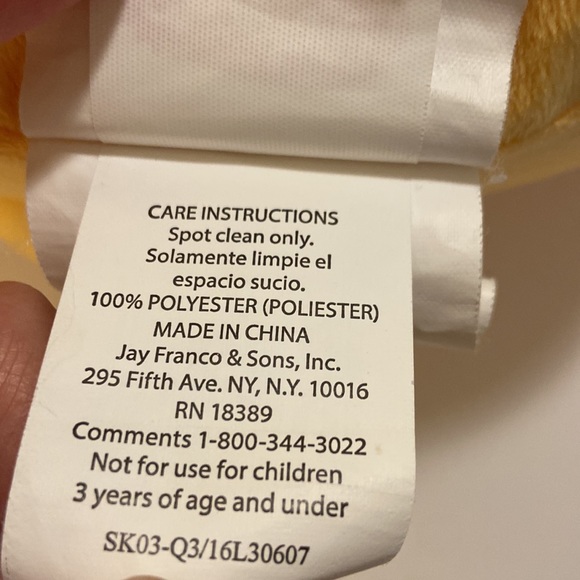 CARE INSTRUCTIONS
Spot clean only.
Solamente limpie el
espacio sucio.
100% POLYESTER (POLIESTER)
MADE IN CHINA
Jay Franco & Sons, Inc.
295 Fifth Ave. NY, N.Y. 10016
RN 18389
Comments 1-800-344-3022
Not for use for children
3 years of age and under
SK03-Q3/16L30607